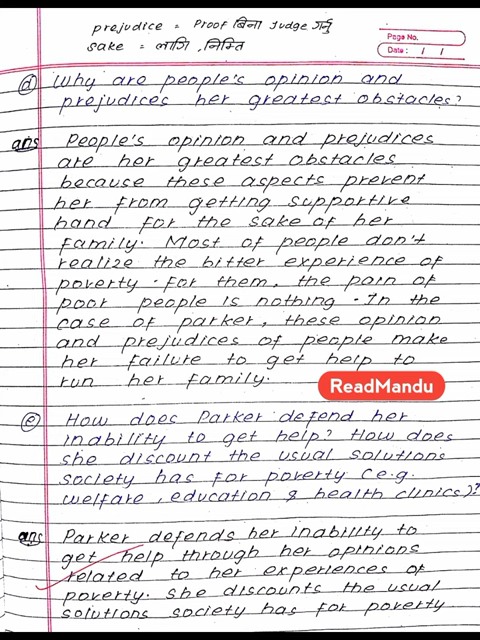 prejudice = Proof बिना Judge गर्नु
sake = लागि, निम्ति
Page No.
Date: / /
(d) Why are people's opinion and
prejudices her greatest obstacles?
ans People's opinion and prejudices
are her greatest obstacles
because these aspects prevent
her from getting supportive
hand for the sake of her
family. Most of people don't
realize the bitter experience of
poverty. For them, the pain of
poor people is nothing. In the
case of parker, these opinion
and prejudices of people make
her failure to get help to
run her family.
ReadMandu
(e) How does Parker defend her
inability to get help? How does
she discount the usual solutions
society has for poverty (e.g.
welfare, education & health clinics)?
ans Parker defends her inability to
get help through her opinions
related to her experiences of
poverty. She discounts the usual
solutions society has for poverty